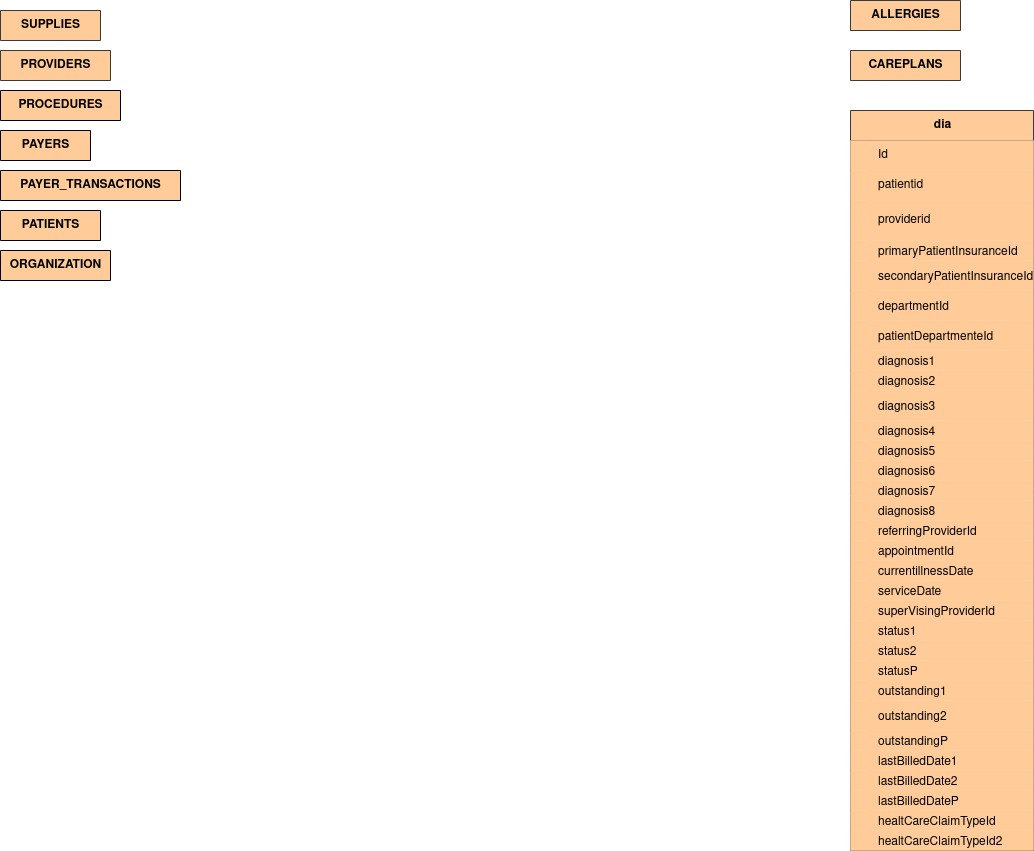 SUPPLIES
PROVIDERS
PROCEDURES
PAYERS
PAYER_TRANSACTIONS
PATIENTS
ORGANIZATION
ALLERGIES
CAREPLANS
dia
Id
patientid
providerid
primaryPatientInsuranceId
secondaryPatientInsuranceId
departmentId
patientDepartmenteId
diagnosis1
diagnosis2
diagnosis3
diagnosis4
diagnosis5
diagnosis6
diagnosis7
diagnosis8
referringProviderId
appointmentId
currentillnessDate
serviceDate
superVisingProviderId
status1
status2
statusP
outstanding1
outstanding2
outstandingP
lastBilledDate1
lastBilledDate2
lastBilledDateP
healtCareClaimTypeId
healtCareClaimTypeId2